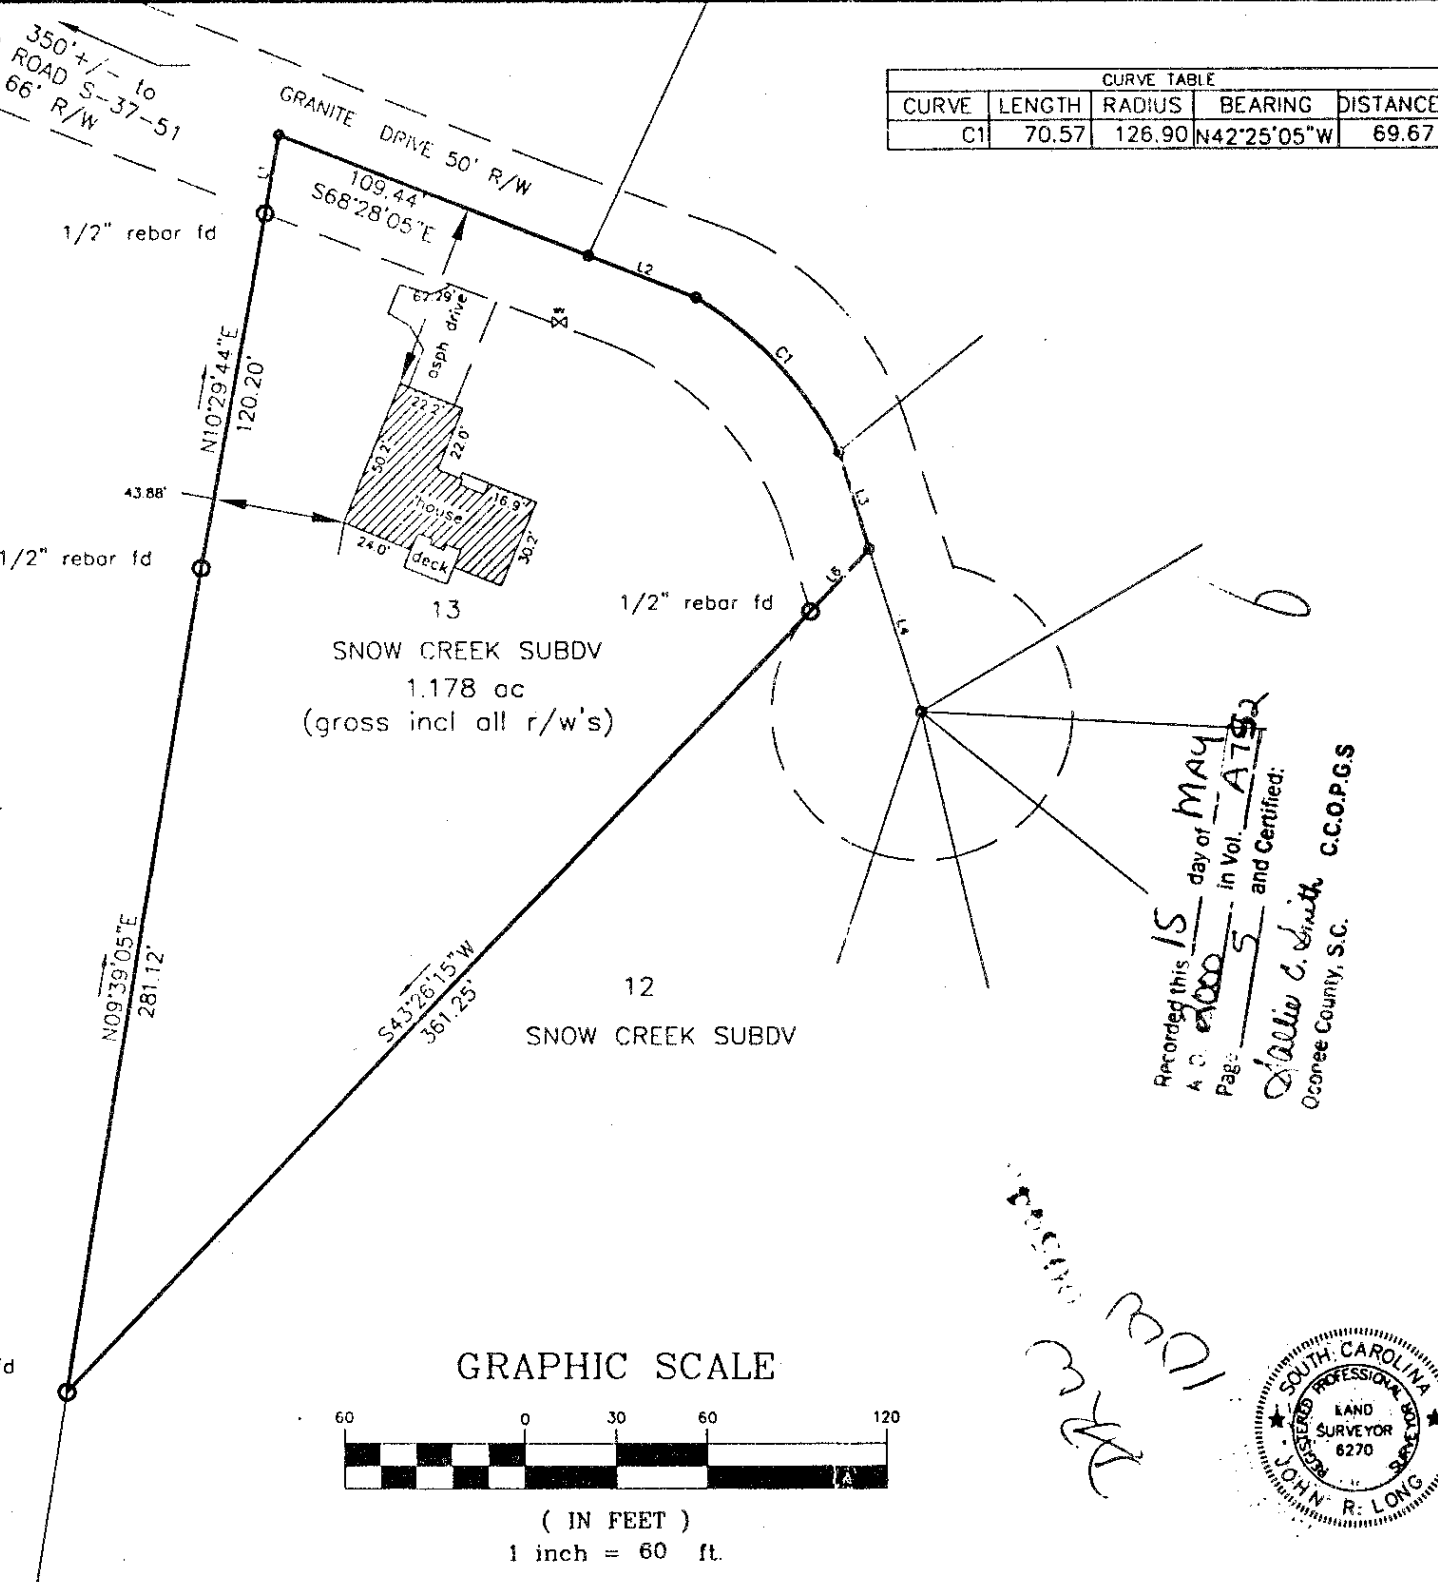 350'+/- to
ROAD S-37-51
66' R/W
GRANITE DRIVE 50' R/W
CURVE TABLE
CURVE LENGTH RADIUS BEARING DISTANCE
C1 70.57 126.90 N42°25'05"W 69.67
109.44'
S68°28'05"E
1/2" rebar fd
L2
C1
L3
L4
L6
67.29'
asph drive
N10°29'44"E
120.20'
22.2'
22.0'
50.2'
16.9'
house
30.2'
24.0'
deck
43.88'
1/2" rebar fd
1/2" rebar fd
13
SNOW CREEK SUBDV
1.178 ac
(gross incl all r/w's)
N09°39'05"E
281.12'
S43°26'15"W
361.25'
12
SNOW CREEK SUBDV
Recorded this 15 day of MAY
A.D. 2000 in Vol.
Page 5 and Certified:
Sallie C. Smith C.C.O.P.G.S
Oconee County, S.C.
GRAPHIC SCALE
60 0 30 60 120
( IN FEET )
1 inch = 60 ft.
SOUTH CAROLINA
REGISTERED PROFESSIONAL SURVEYOR
LAND
SURVEYOR
6270
JOHN R. LONG